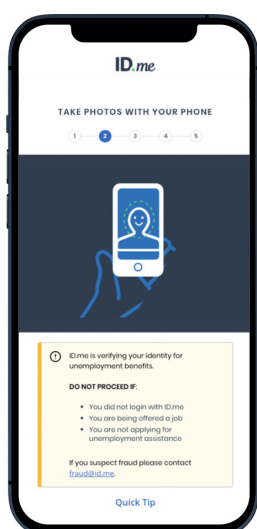 ID.me
TAKE PHOTOS WITH YOUR PHONE
1 2 3 4 5
ID.me is verifying your identity for
unemployment benefits.
DO NOT PROCEED IF:
• You did not login with ID.me
• You are being offered a job
• You are not applying for
unemployment assistance
If you suspect fraud please contact
fraud@id.me.
Quick Tip